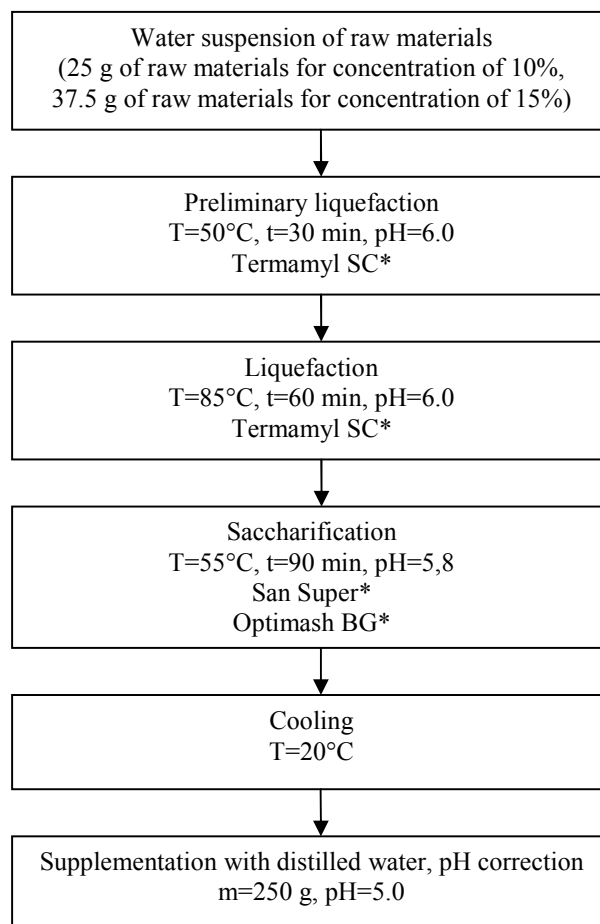 Water suspension of raw materials
(25 g of raw materials for concentration of 10%,
37.5 g of raw materials for concentration of 15%)
Preliminary liquefaction
T=50°C, t=30 min, pH=6.0
Termamyl SC*
Liquefaction
T=85°C, t=60 min, pH=6.0
Termamyl SC*
Saccharification
T=55°C, t=90 min, pH=5,8
San Super*
Optimash BG*
Cooling
T=20°C
Supplementation with distilled water, pH correction
m=250 g, pH=5.0